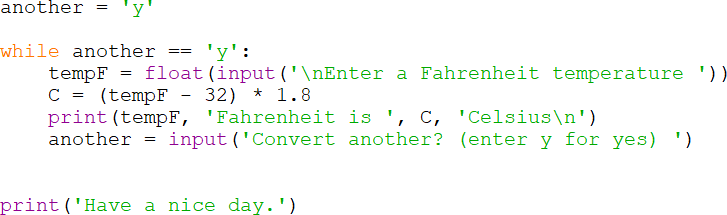 another = 'y'
while another == 'y':
    tempF = float(input('\nEnter a Fahrenheit temperature '))
    C = (tempF - 32) * 1.8
    print(tempF, 'Fahrenheit is ', C, 'Celsius\n')
    another = input('Convert another? (enter y for yes) ')
print('Have a nice day.')